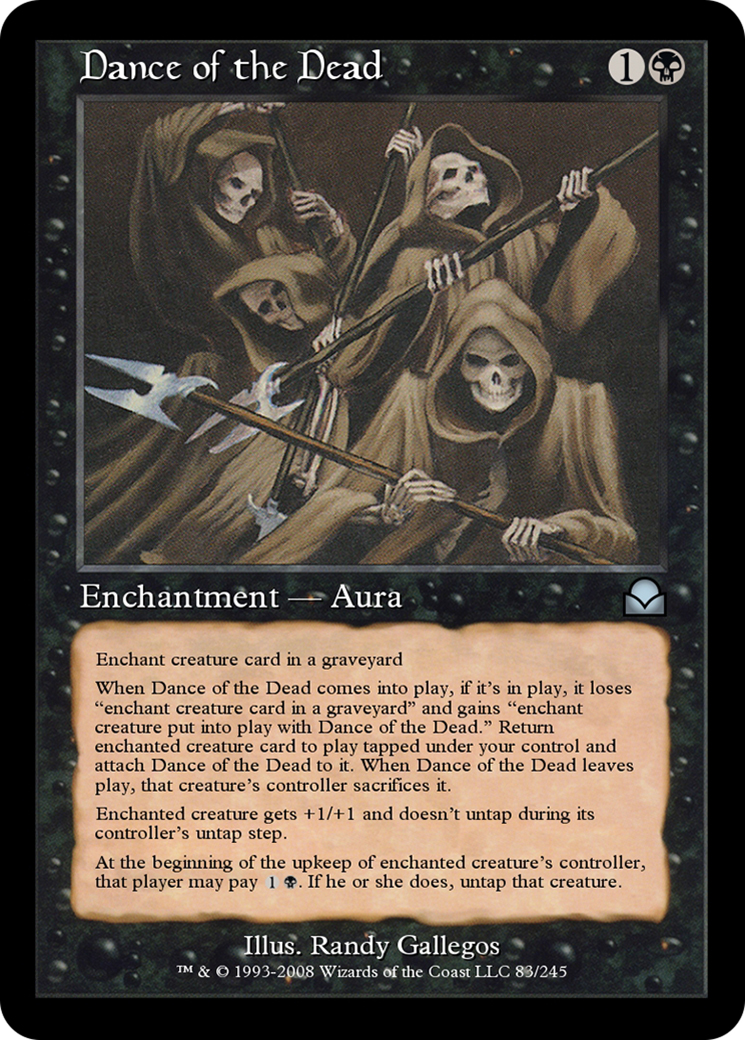 Dance of the Dead 1
Enchantment — Aura
Enchant creature card in a graveyard
When Dance of the Dead comes into play, if it's in play, it loses
“enchant creature card in a graveyard” and gains “enchant
creature put into play with Dance of the Dead.” Return
enchanted creature card to play tapped under your control and
attach Dance of the Dead to it. When Dance of the Dead leaves
play, that creature's controller sacrifices it.
Enchanted creature gets +1/+1 and doesn't untap during its
controller's untap step.
At the beginning of the upkeep of enchanted creature's controller,
that player may pay 1 . If he or she does, untap that creature.
Illus. Randy Gallegos
™ & © 1993-2008 Wizards of the Coast LLC 83/245